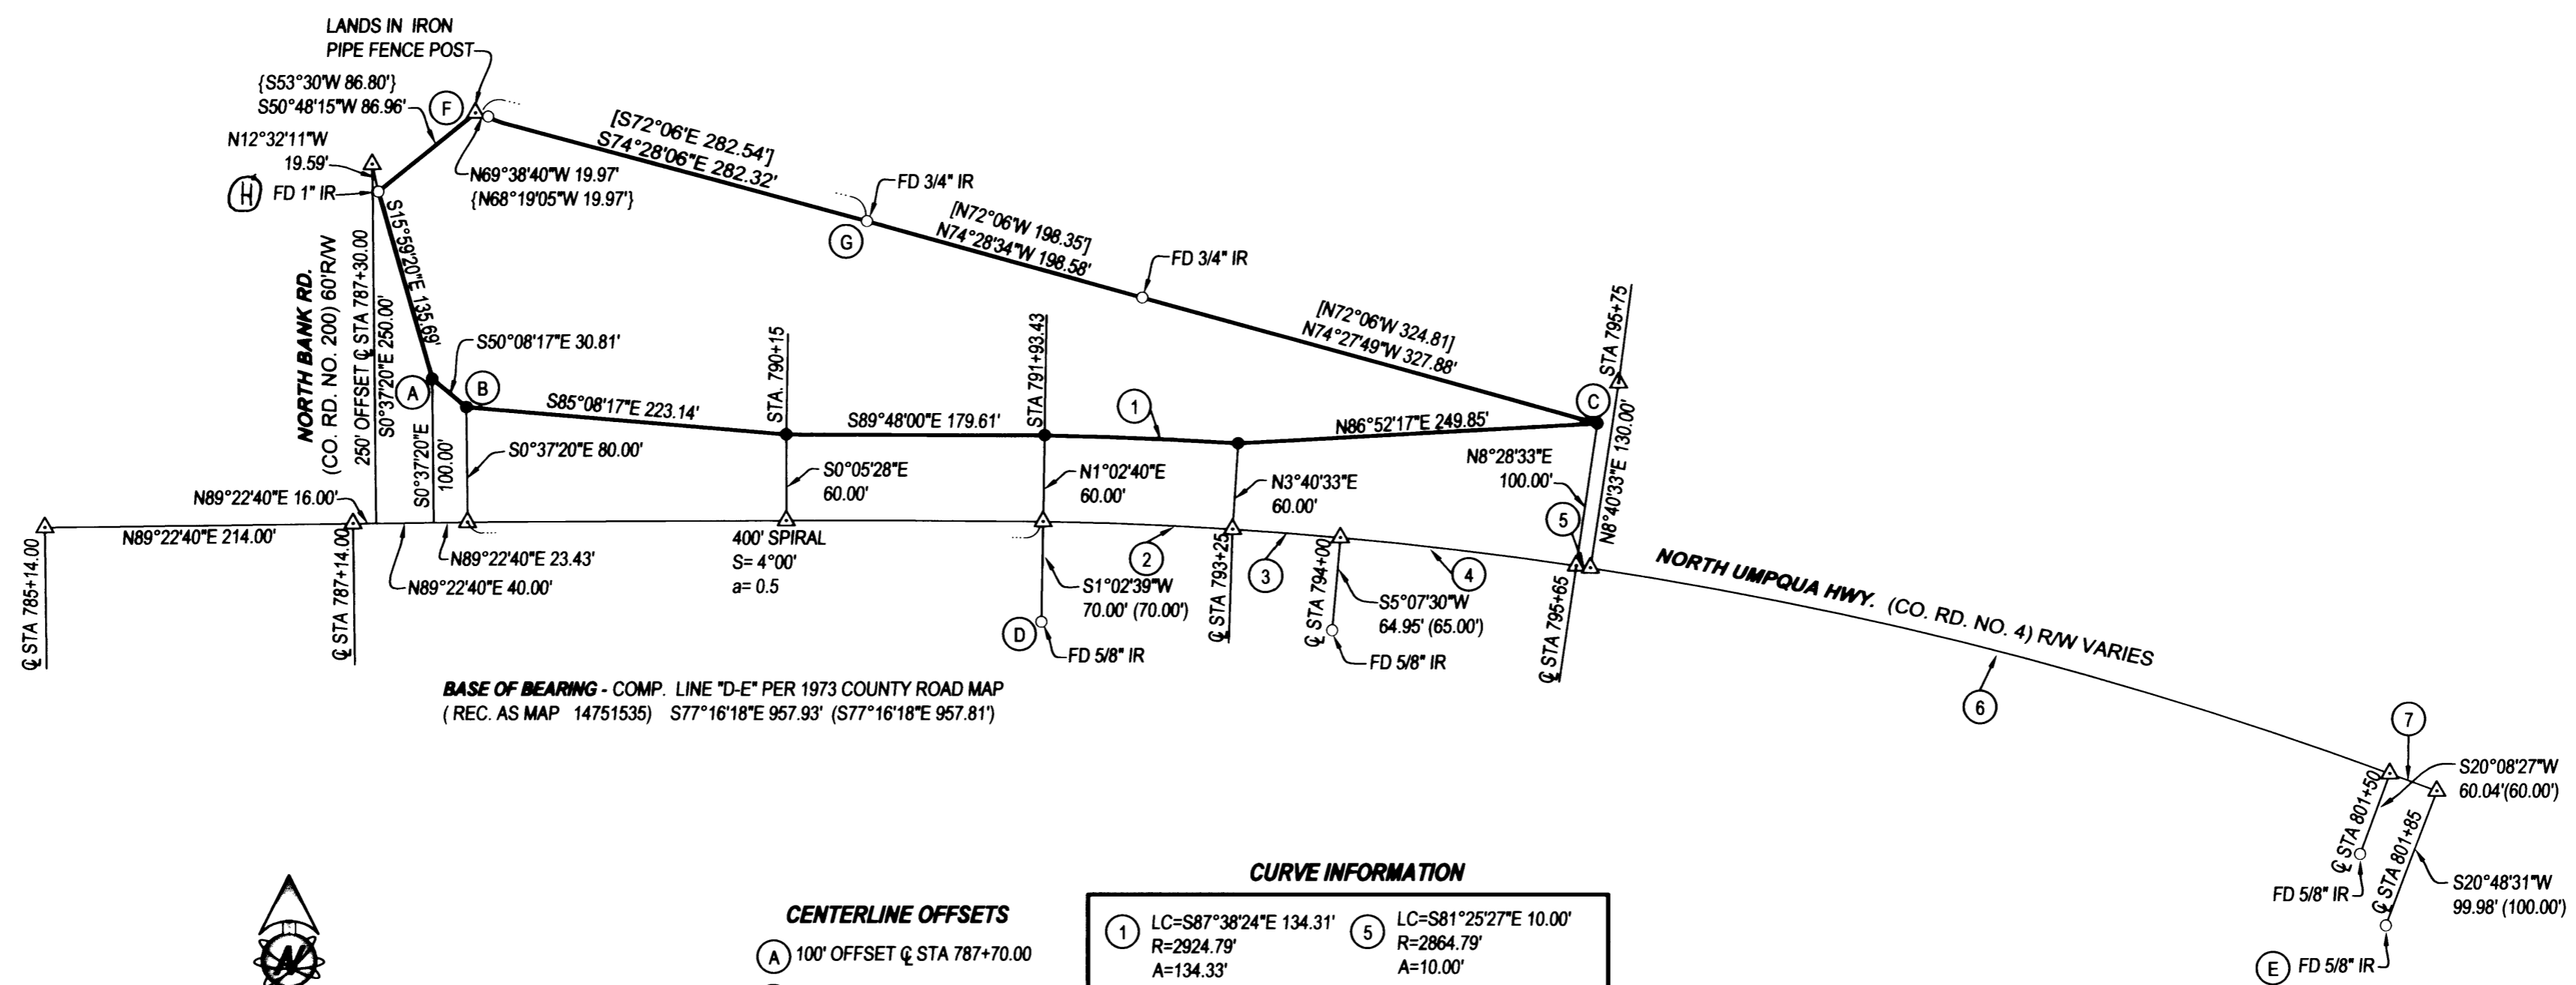 LANDS IN IRON
PIPE FENCE POST
{S53°30'W 86.80'}
S50°48'15"W 86.96'
F
N12°32'11"W
19.59'
H
FD 1" IR
N69°38'40"W 19.97'
{N68°19'05"W 19.97'}
[S72°06'E 282.54']
S74°28'06"E 282.32'
FD 3/4" IR
G
[N72°06'W 198.35']
N74°28'34"W 198.58'
FD 3/4" IR
[N72°06'W 324.81]
N74°27'49"W 327.88'
STA 795+75
C
NORTH BANK RD.
(CO. RD. NO. 200) 60'R/W
250' OFFSET ℄ STA 787+30.00
S0°37'20"E 250.00'
S15°59'20"E 135.69'
S50°08'17"E 30.81'
A
B
S85°08'17"E 223.14'
STA. 790+15
S89°48'00"E 179.61'
STA 791+93.43
1
N86°52'17"E 249.85'
S0°37'20"E
100.00'
S0°37'20"E 80.00'
S0°05'28"E
60.00'
N1°02'40"E
60.00'
N3°40'33"E
60.00'
N8°28'33"E
100.00'
5
N8°40'33"E 130.00'
N89°22'40"E 16.00'
N89°22'40"E 214.00'
N89°22'40"E 23.43'
N89°22'40"E 40.00'
℄ STA 785+14.00
℄ STA 787+14.00
400' SPIRAL
S= 4°00'
a= 0.5
S1°02'39"W
70.00' (70.00')
D
FD 5/8" IR
2
℄ STA 793+25
3
℄ STA 794+00
S5°07'30"W
64.95' (65.00')
FD 5/8" IR
4
℄ STA 795+65
NORTH UMPQUA HWY. (CO. RD. NO. 4) R/W VARIES
6
7
BASE OF BEARING - COMP. LINE "D-E" PER 1973 COUNTY ROAD MAP
( REC. AS MAP 14751535) S77°16'18"E 957.93' (S77°16'18"E 957.81')
S20°08'27"W
60.04'(60.00')
℄ STA 801+50
℄ STA 801+85
FD 5/8" IR
S20°48'31"W
99.98' (100.00')
E
FD 5/8" IR
N
CENTERLINE OFFSETS
A 100' OFFSET ℄ STA 787+70.00
CURVE INFORMATION
1 LC=S87°38'24"E 134.31'
R=2924.79'
A=134.33'
5 LC=S81°25'27"E 10.00'
R=2864.79'
A=10.00'